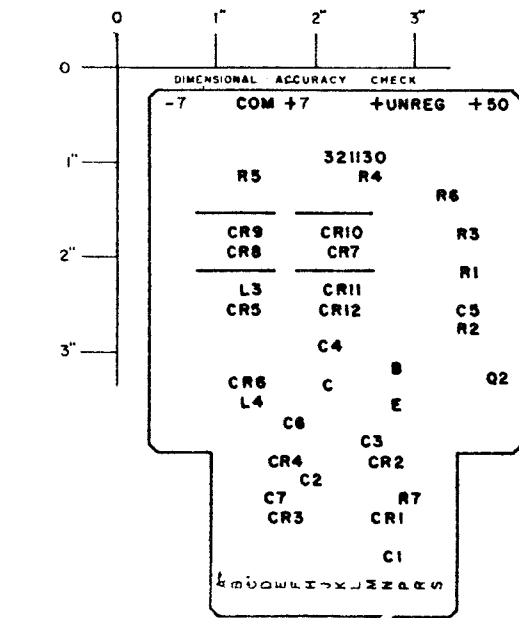 0 1" 2" 3"
0
DIMENSIONAL ACCURACY CHECK
-7 COM +7 +UNREG +50
321130
1"
R5 R4
R6
CR9 CR10 R3
CR8 CR7
2"
R1
L3 CR11
CR5 CR12 C5
R2
C4
3"
B
Q2
CR6 C
L4 E
C6
C3
CR4 CR2
C2
C7 R7
CR3 CR1
C1
A B C D E F H J K L M N P R S